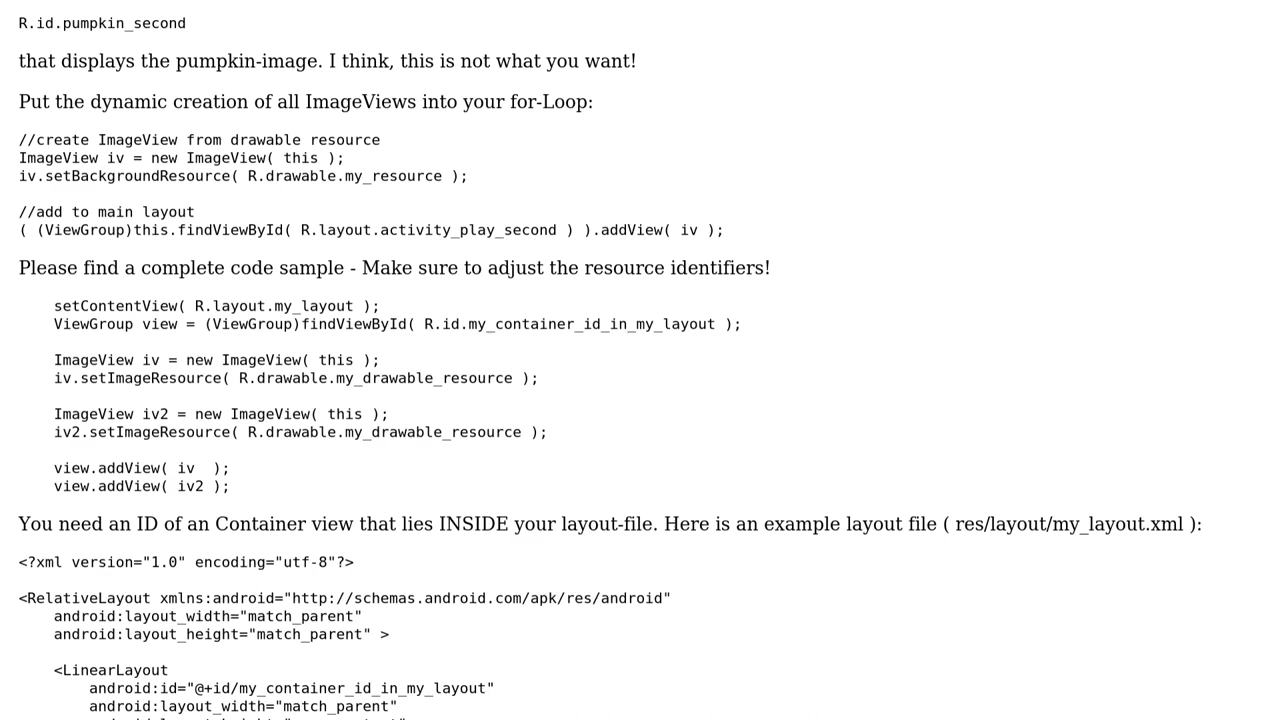 R.id.pumpkin_second
that displays the pumpkin-image. I think, this is not what you want!
Put the dynamic creation of all ImageViews into your for-Loop:
//create ImageView from drawable resource
ImageView iv = new ImageView( this );
iv.setBackgroundResource( R.drawable.my_resource );
//add to main layout
( (ViewGroup)this.findViewById( R.layout.activity_play_second ) ).addView( iv );
Please find a complete code sample - Make sure to adjust the resource identifiers!
setContentView( R.layout.my_layout );
ViewGroup view = (ViewGroup)findViewById( R.id.my_container_id_in_my_layout );
ImageView iv = new ImageView( this );
iv.setImageResource( R.drawable.my_drawable_resource );
ImageView iv2 = new ImageView( this );
iv2.setImageResource( R.drawable.my_drawable_resource );
view.addView( iv  );
view.addView( iv2 );
You need an ID of an Container view that lies INSIDE your layout-file. Here is an example layout file ( res/layout/my_layout.xml ):
<?xml version="1.0" encoding="utf-8"?>
<RelativeLayout xmlns:android="http://schemas.android.com/apk/res/android"
android:layout_width="match_parent"
android:layout_height="match_parent" >
<LinearLayout
android:id="@+id/my_container_id_in_my_layout"
android:layout_width="match_parent"